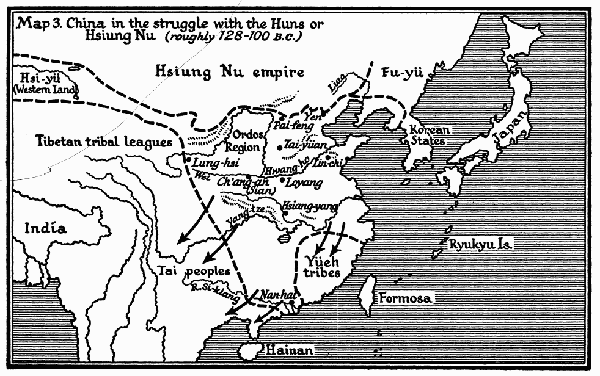 Map 3. China in the struggle with the Huns or
Hsiung Nu (roughly 128-100 B.C.)
Hsi-yü
(Western Land)
Hsiung Nu empire
Liao
Fu-yü
Yen
Pai-teng
Ordos
Region
Tai-yüan
Korean
States
Japan
Tibetan tribal leagues
Lung-hsi
Hwang-ho
Lin-chi
Wei
Ch'ang-an
(Sian)
Loyang
Hsiang-yang
Yang-tze
India
Ryukyu Is.
Tai peoples
Yüeh
tribes
R. Si-kiang
Nan-hai
Formosa
Hainan